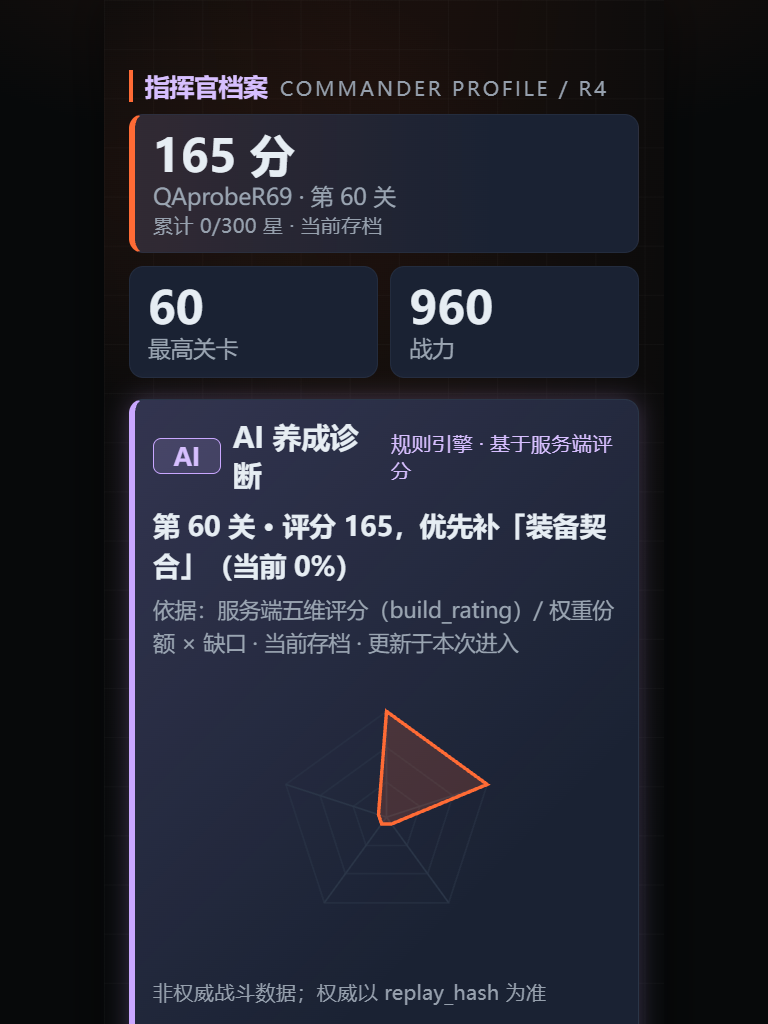 指挥官档案 COMMANDER PROFILE / R4
165 分
QAprobeR69 · 第 60 关
累计 0/300 星 · 当前存档
60
最高关卡
960
战力
AI
AI 养成诊
断
规则引擎 · 基于服务端评
分
第 60 关 • 评分 165，优先补「装备契
合」（当前 0%）
依据：服务端五维评分（build_rating）/ 权重份
额 × 缺口 · 当前存档 · 更新于本次进入
非权威战斗数据；权威以 replay_hash 为准